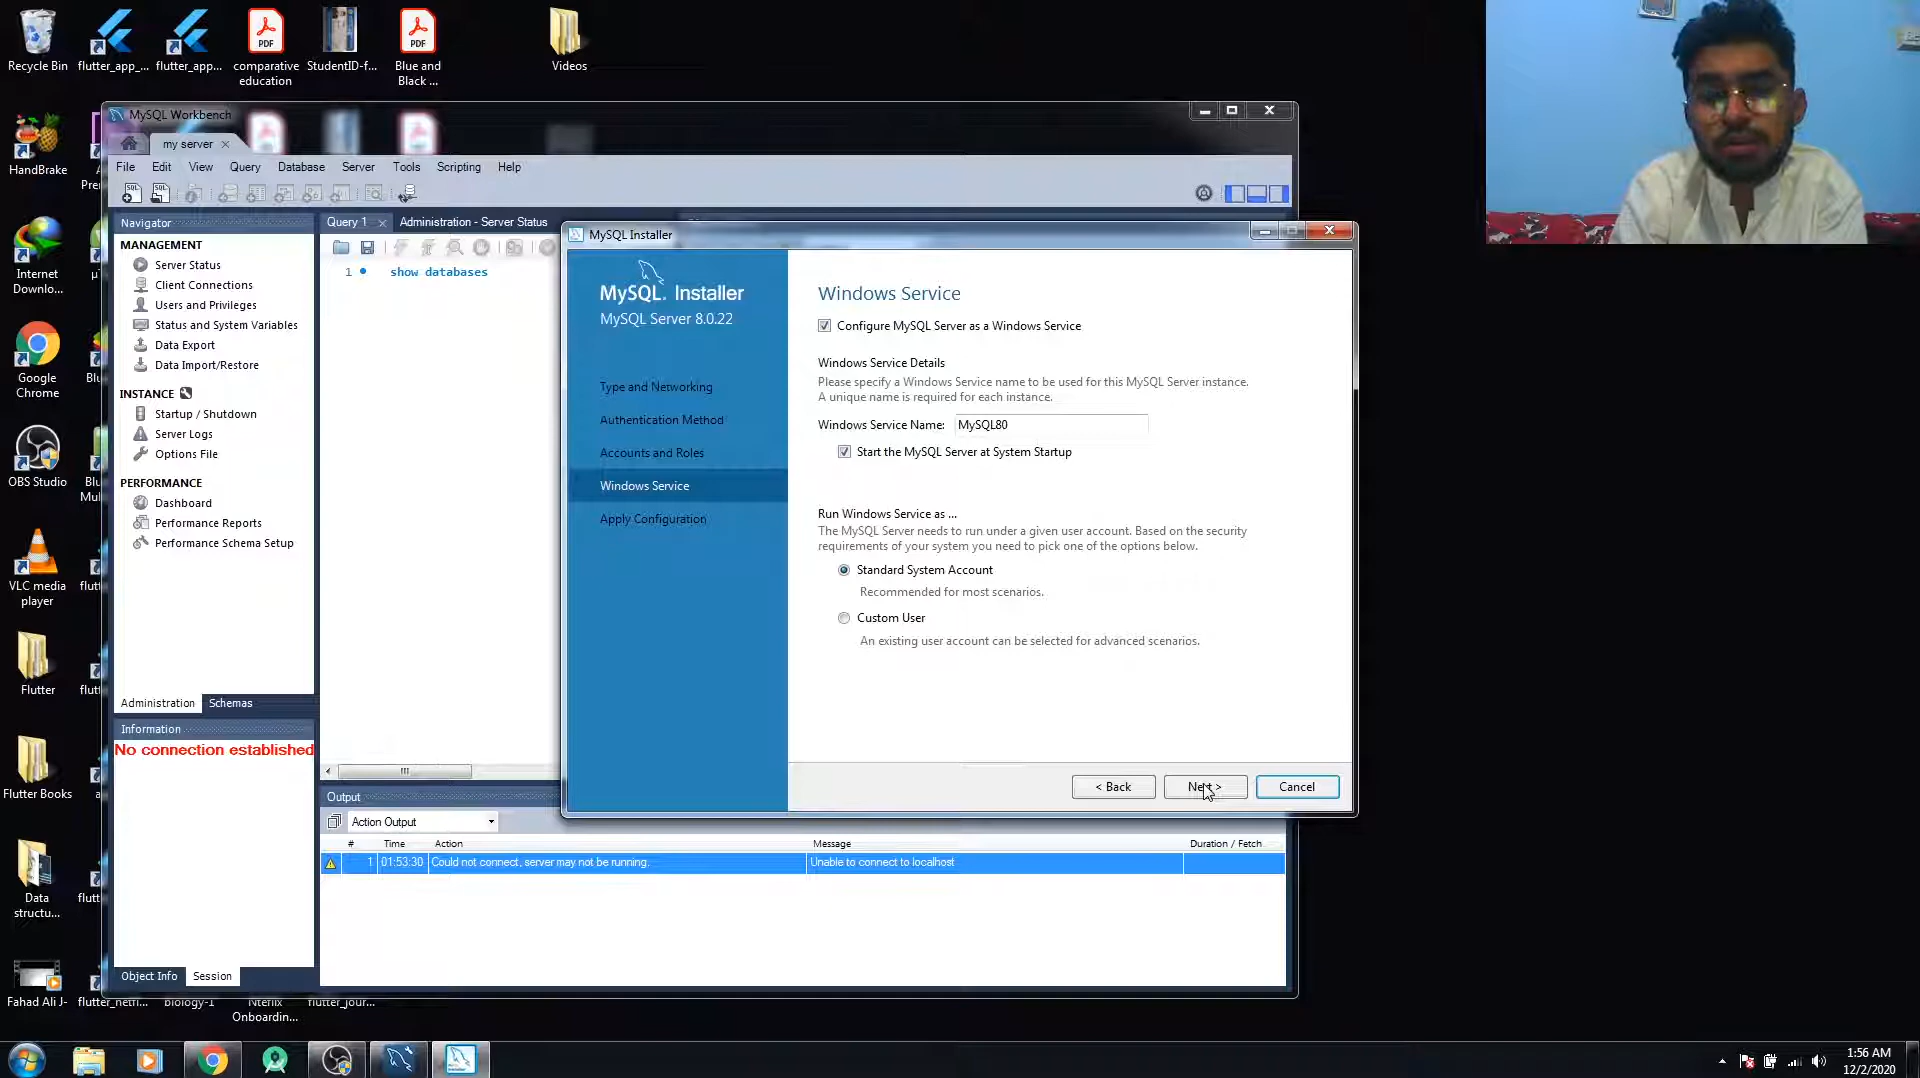 Recycle Bin
flutter_app_...
flutter_app...
comparative
education
StudentID-f...
Blue and
Black ...
Videos
HandBrake
Pren
Internet
Downlo...
Google
Chrome
OBS Studio
VLC media
player
Flutter
Flutter Books
Data
structu...
Fahad Ali J-
flutter_netfl...
biology-1
Onboardin...
flutter_jour...
MySQL Workbench
my server
File
Edit
View
Query
Database
Server
Tools
Scripting
Help
Navigator
MANAGEMENT
Server Status
Client Connections
Users and Privileges
Status and System Variables
Data Export
Data Import/Restore
INSTANCE
Startup / Shutdown
Server Logs
Options File
PERFORMANCE
Dashboard
Performance Reports
Performance Schema Setup
Administration
Schemas
Information
No connection established
Object Info
Session
Query 1
Administration - Server Status
1
show databases
Output
Action Output
# Time Action Message Duration / Fetch
1 01:53:30 Could not connect, server may not be running. Unable to connect to localhost
MySQL Installer
MySQL. Installer
MySQL Server 8.0.22
Type and Networking
Authentication Method
Accounts and Roles
Windows Service
Apply Configuration
Windows Service
Configure MySQL Server as a Windows Service
Windows Service Details
Please specify a Windows Service name to be used for this MySQL Server instance.
A unique name is required for each instance.
Windows Service Name: MySQL80
Start the MySQL Server at System Startup
Run Windows Service as ...
The MySQL Server needs to run under a given user account. Based on the security
requirements of your system you need to pick one of the options below.
Standard System Account
Recommended for most scenarios.
Custom User
An existing user account can be selected for advanced scenarios.
< Back
Next >
Cancel
1:56 AM
12/2/2020